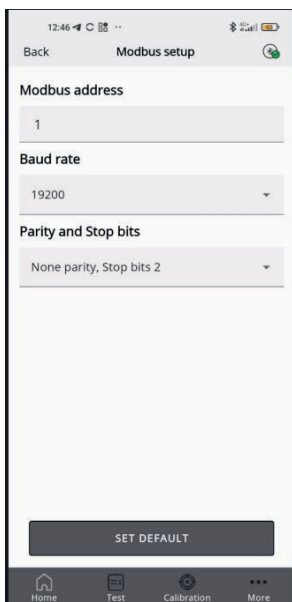 12:46
Back Modbus setup
Modbus address
1
Baud rate
19200
Parity and Stop bits
None parity, Stop bits 2
SET DEFAULT
Home Test Calibration More